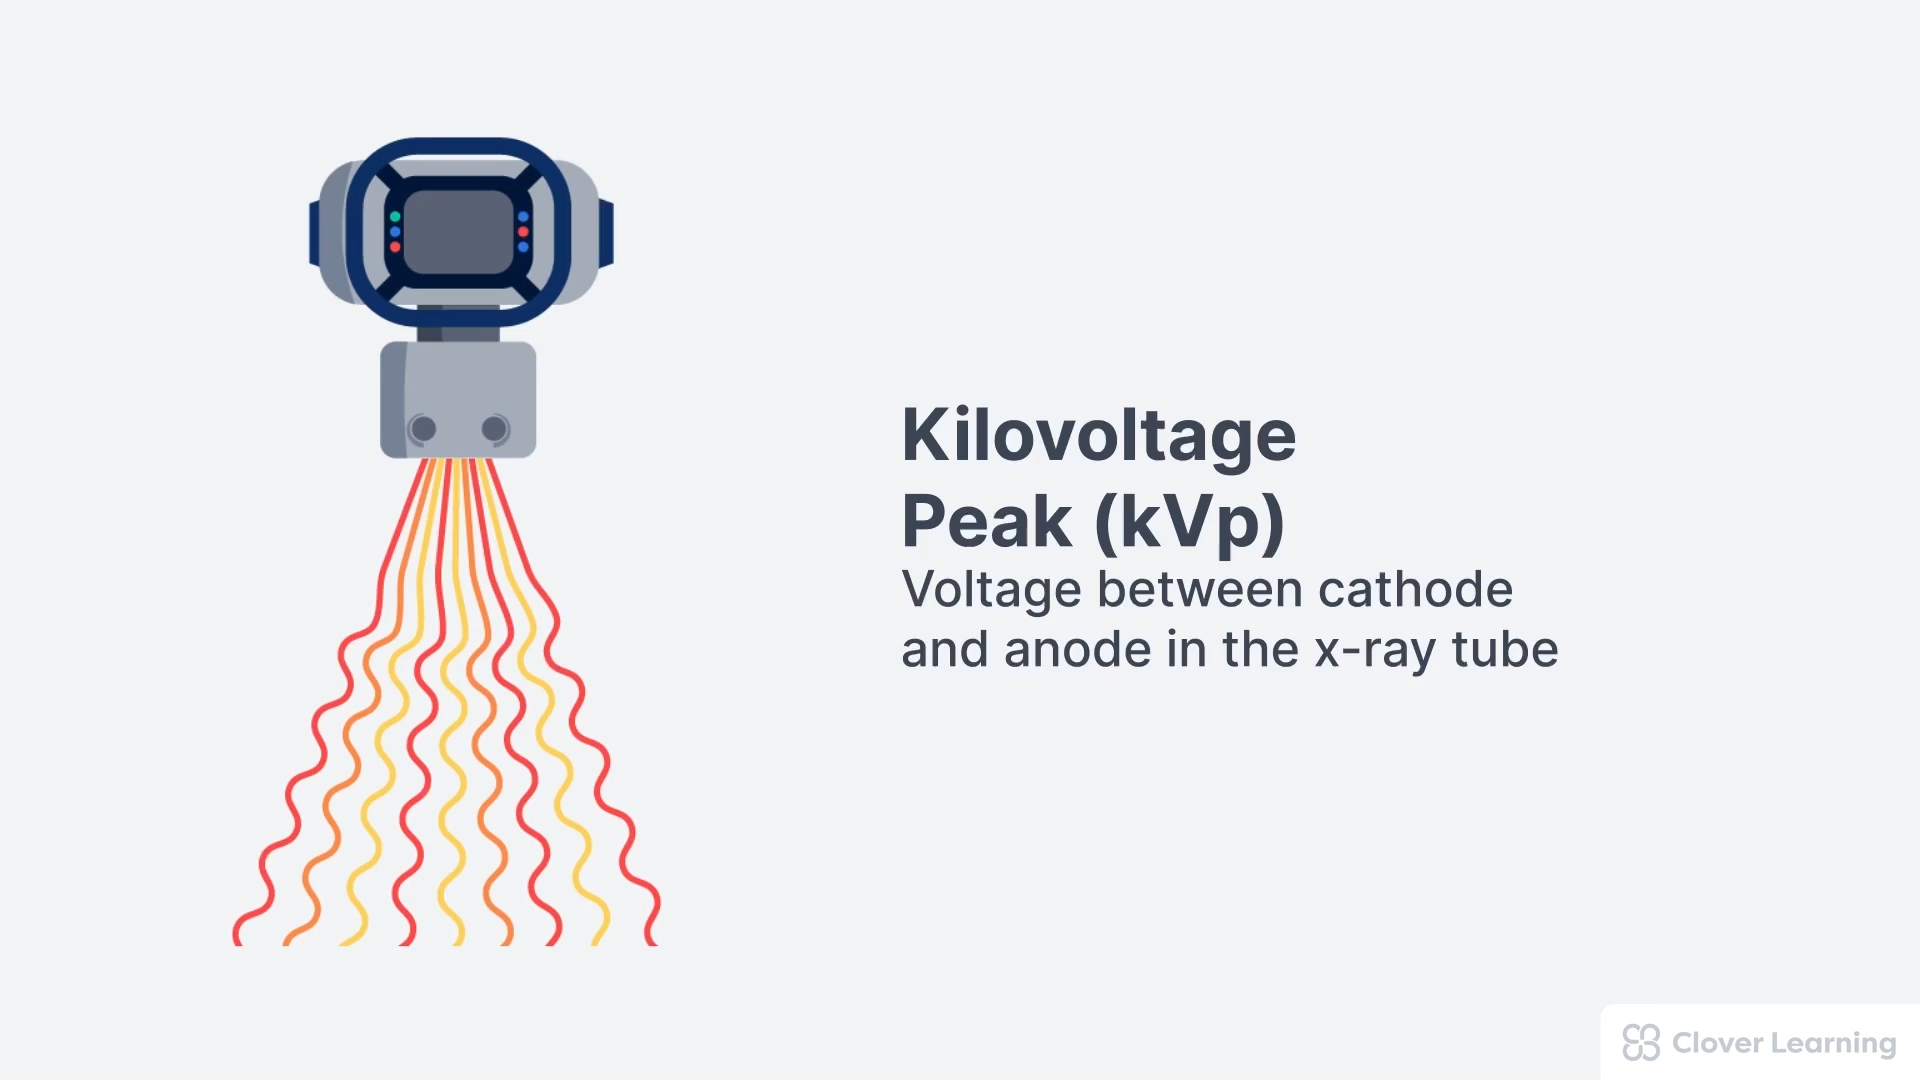 Kilovoltage
Peak (kVp)
Voltage between cathode
and anode in the x-ray tube
Clover Learning